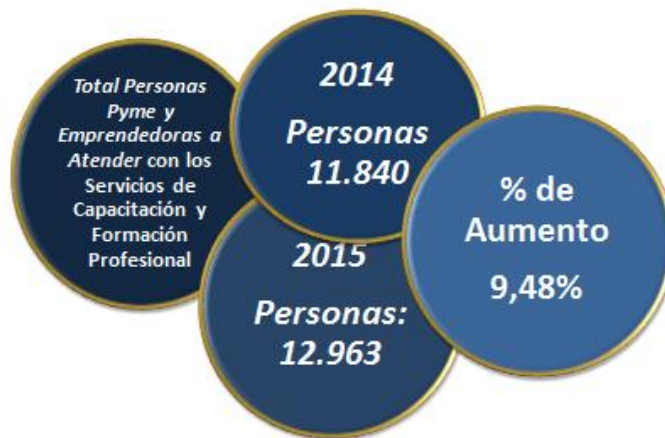 Total Personas
Pyme y
Emprendedoras a
Atender con los
Servicios de
Capacitación y
Formación
Profesional
2014
Personas
11.840
2015
Personas:
12.963
% de
Aumento
9,48%